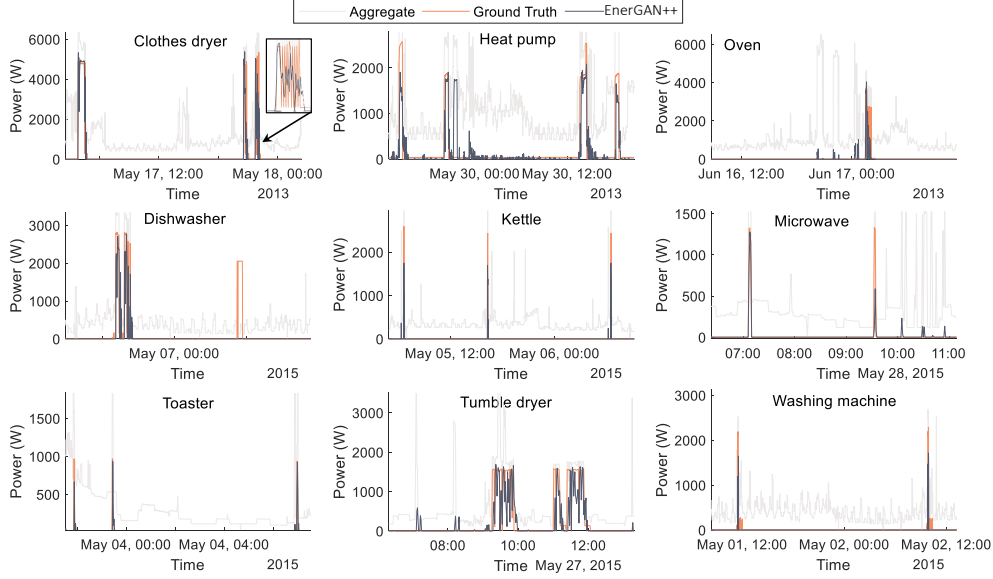 Aggregate Ground Truth EnerGAN++
Clothes dryer
Power (W)
6000
4000
2000
0
May 17, 12:00 May 18, 00:00
Time 2013
Heat pump
Power (W)
2000
1000
0
May 30, 00:00 May 30, 12:00
Time 2013
Oven
Power (W)
6000
4000
2000
0
Jun 16, 12:00 Jun 17, 00:00
Time 2013
Dishwasher
Power (W)
3000
2000
1000
0
May 07, 00:00
Time 2015
Kettle
Power (W)
2000
1000
0
May 05, 12:00 May 06, 00:00
Time 2015
Microwave
Power (W)
1500
1000
500
0
07:00 08:00 09:00 10:00 11:00
Time May 28, 2015
Toaster
Power (W)
1500
1000
500
May 04, 00:00 May 04, 04:00
Time 2015
Tumble dryer
Power (W)
3000
2000
1000
0
08:00 10:00 12:00
Time May 27, 2015
Washing machine
Power (W)
3000
2000
1000
0
May 01, 12:00 May 02, 00:00 May 02, 12:00
Time 2015